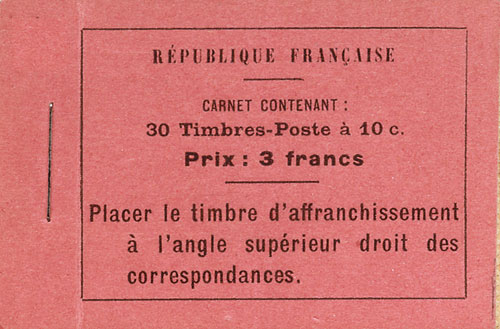 RÉPUBLIQUE FRANÇAISE
CARNET CONTENANT :
30 Timbres-Poste à 10 c.
Prix : 3 francs
Placer le timbre d'affranchissement
à l'angle supérieur droit des
correspondances.